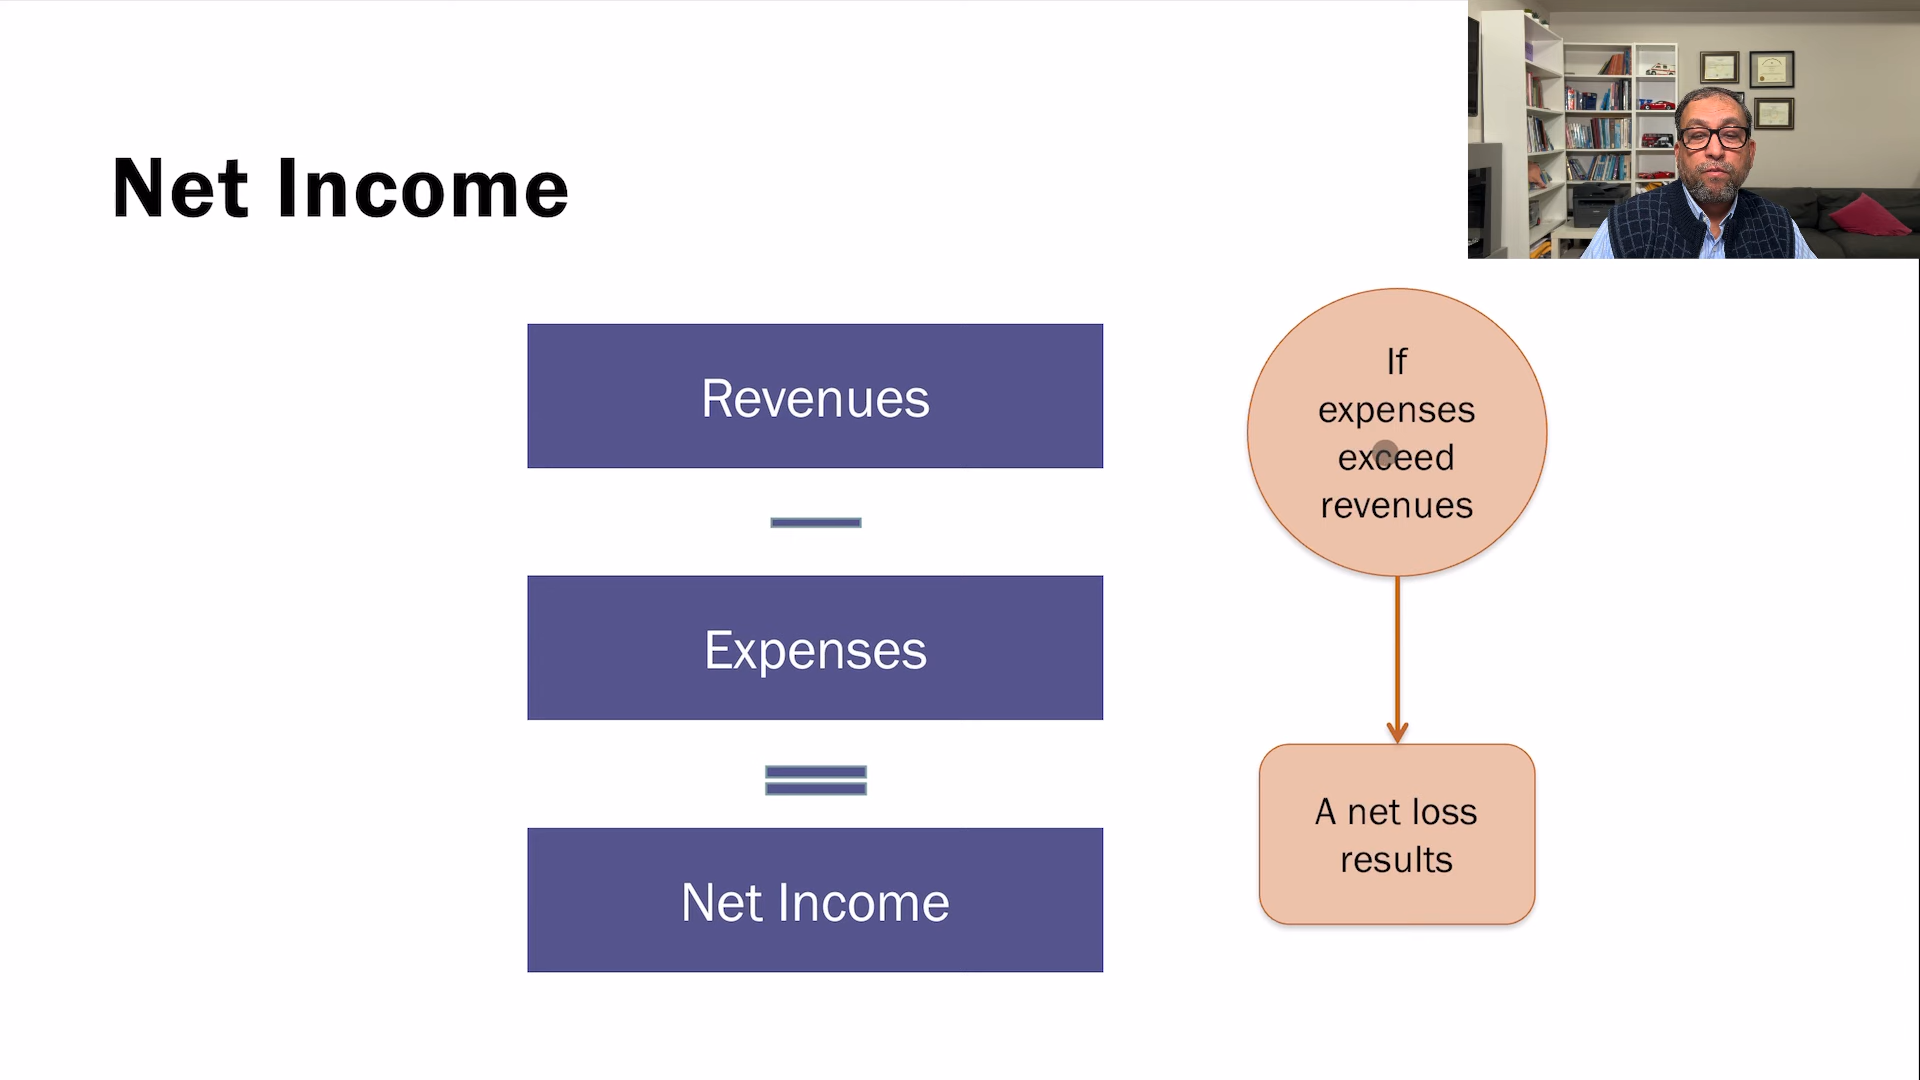 Net Income
Revenues
Expenses
Net Income
If
expenses
exceed
revenues
A net loss
results